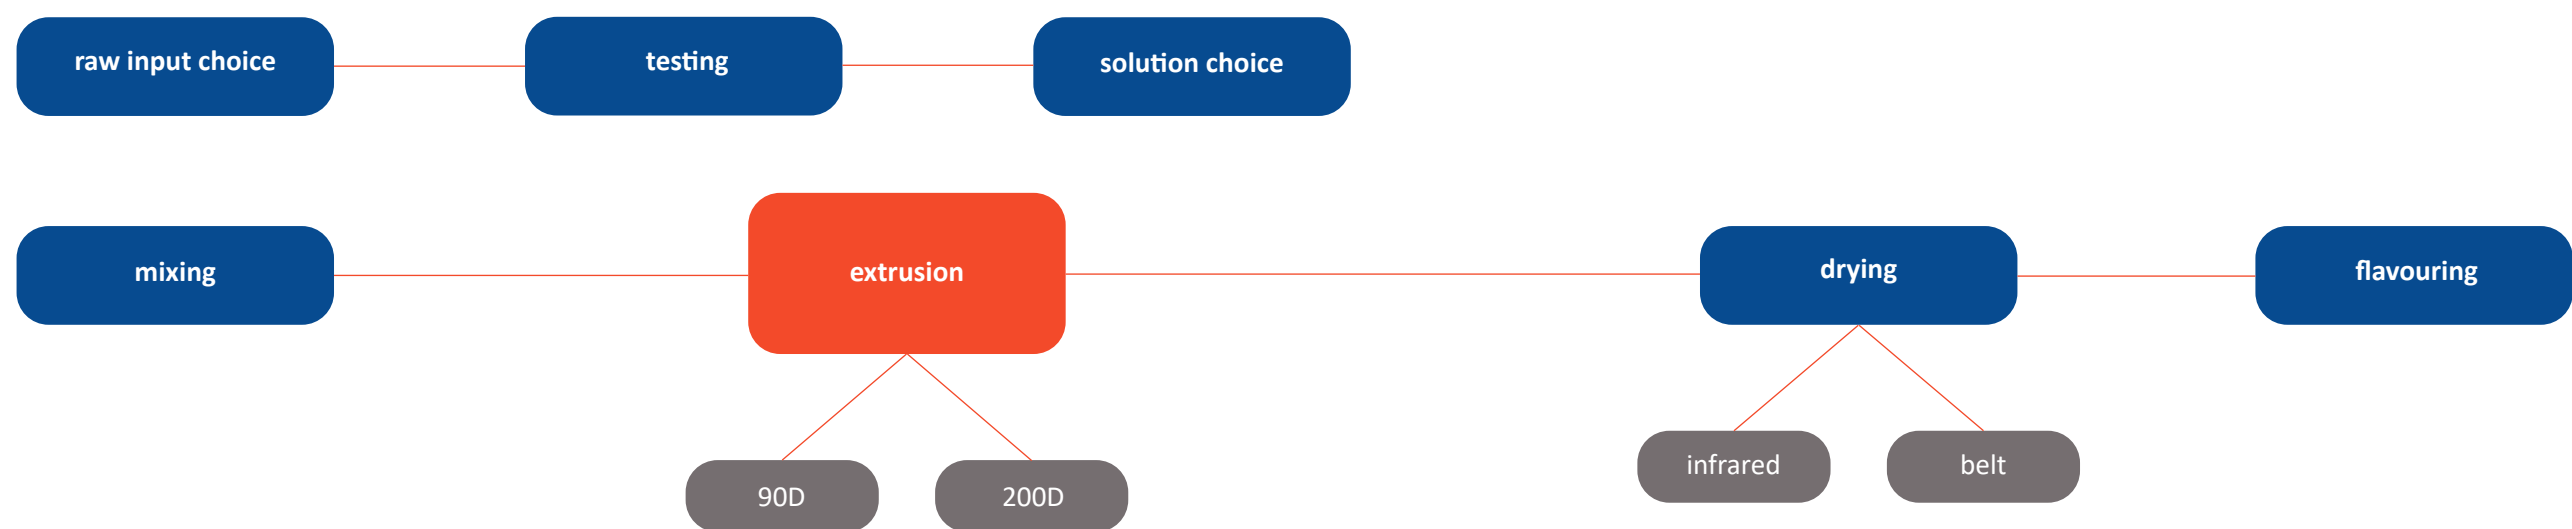 raw input choice
testing
solution choice
mixing
extrusion
drying
flavouring
90D
200D
infrared
belt